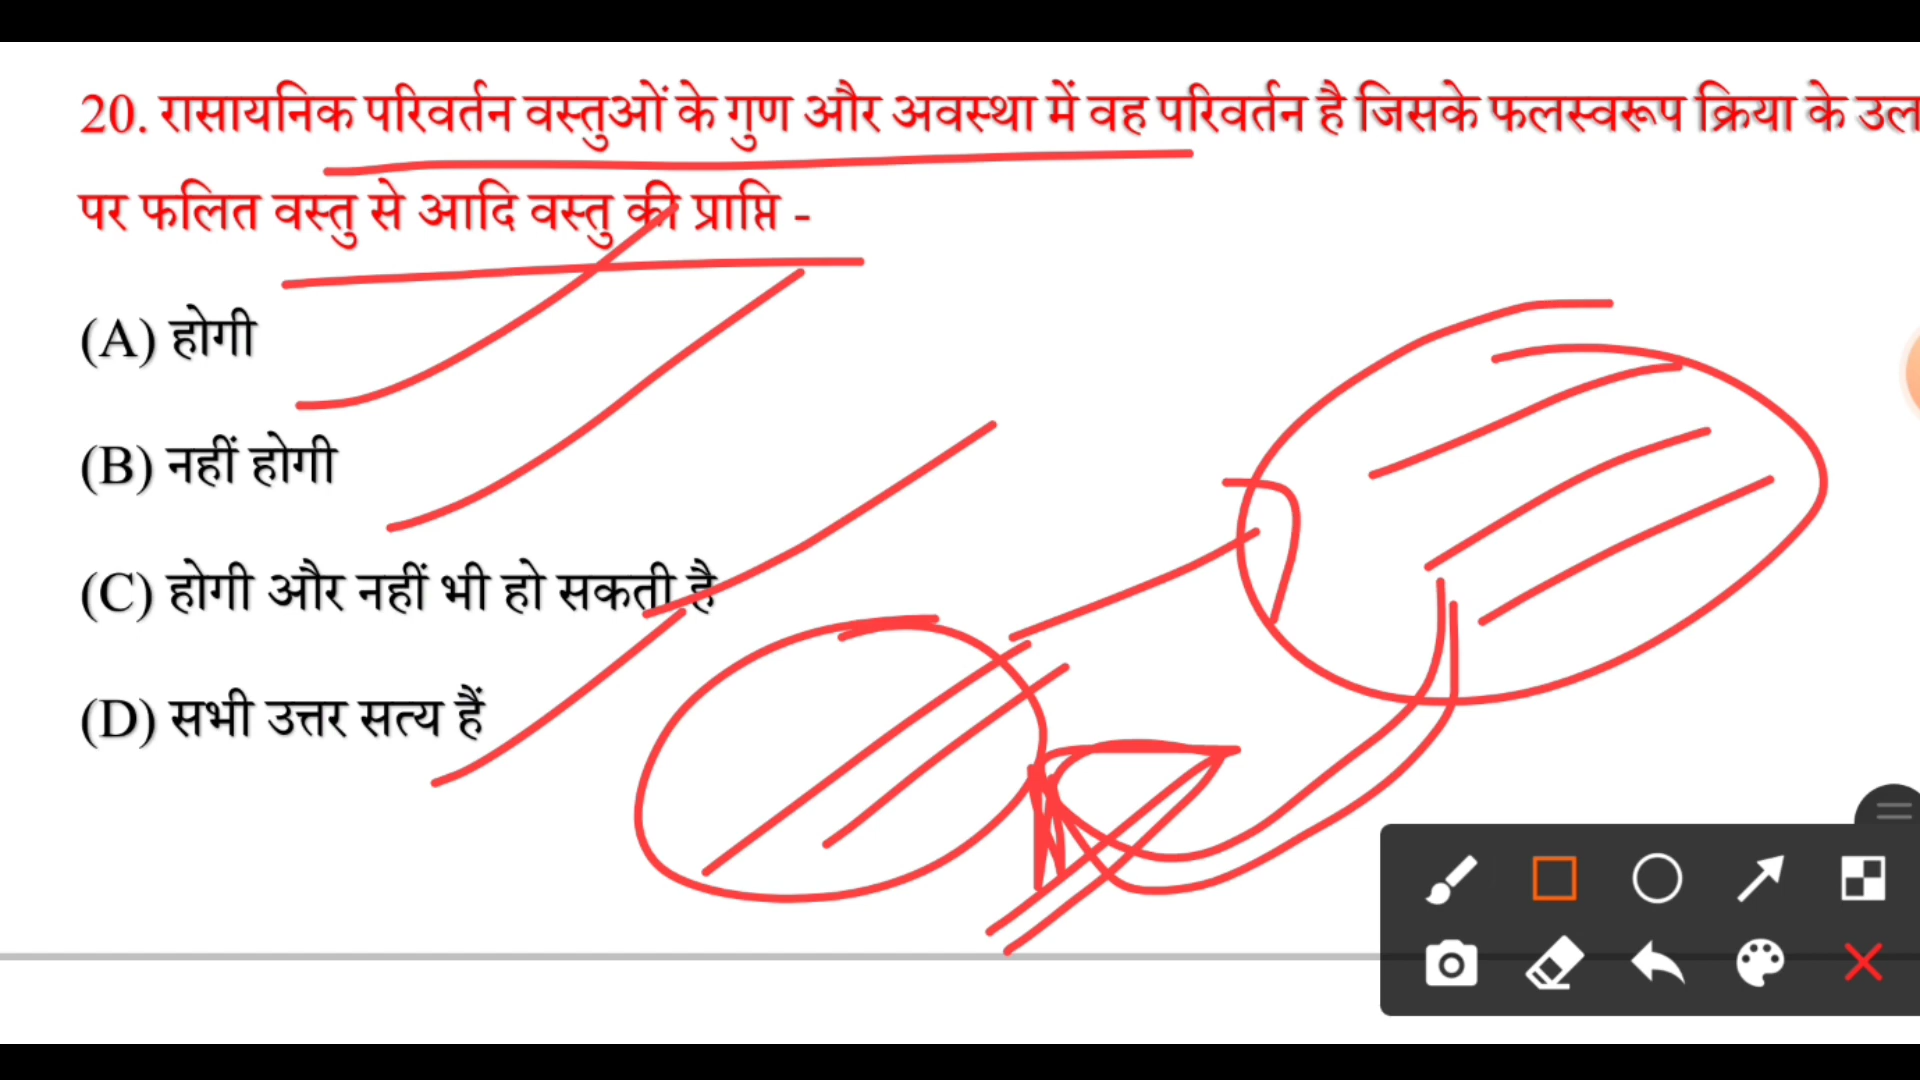 20. रासायनिक परिवर्तन वस्तुओं के गुण और अवस्था में वह परिवर्तन है जिसके फलस्वरूप क्रिया के उल
पर फलित वस्तु से आदि वस्तु की प्राप्ति -
(A) होगी
(B) नहीं होगी
(C) होगी और नहीं भी हो सकती है
(D) सभी उत्तर सत्य हैं